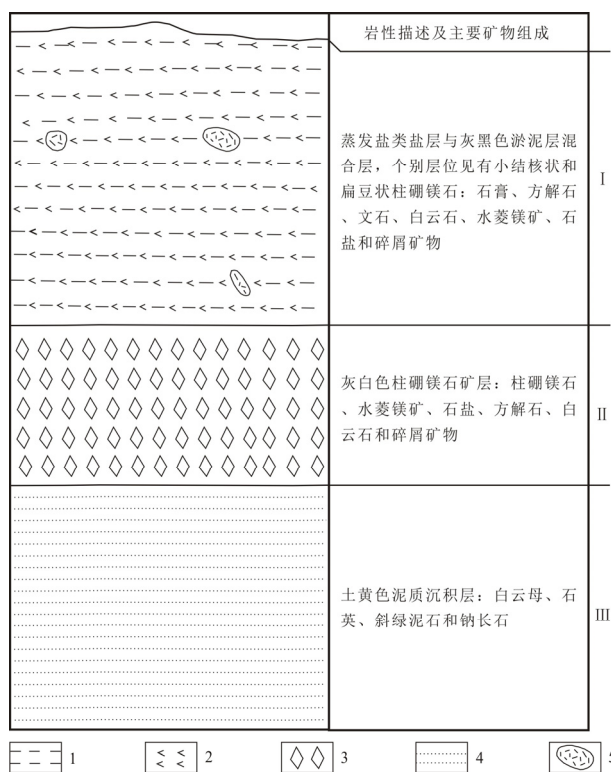 岩性描述及主要矿物组成
蒸发盐类盐层与灰黑色淤泥层混
合层，个别层位见有小结核状和
扁豆状柱硼镁石：石膏、方解石
、文石、白云石、水菱镁矿、石
盐和碎屑矿物
I
灰白色柱硼镁石矿层：柱硼镁石
、水菱镁矿、石盐、方解石、白
云石和碎屑矿物
II
土黄色泥质沉积层：白云母、石
英、斜绿泥石和钠长石
III
1 2 3 4 5